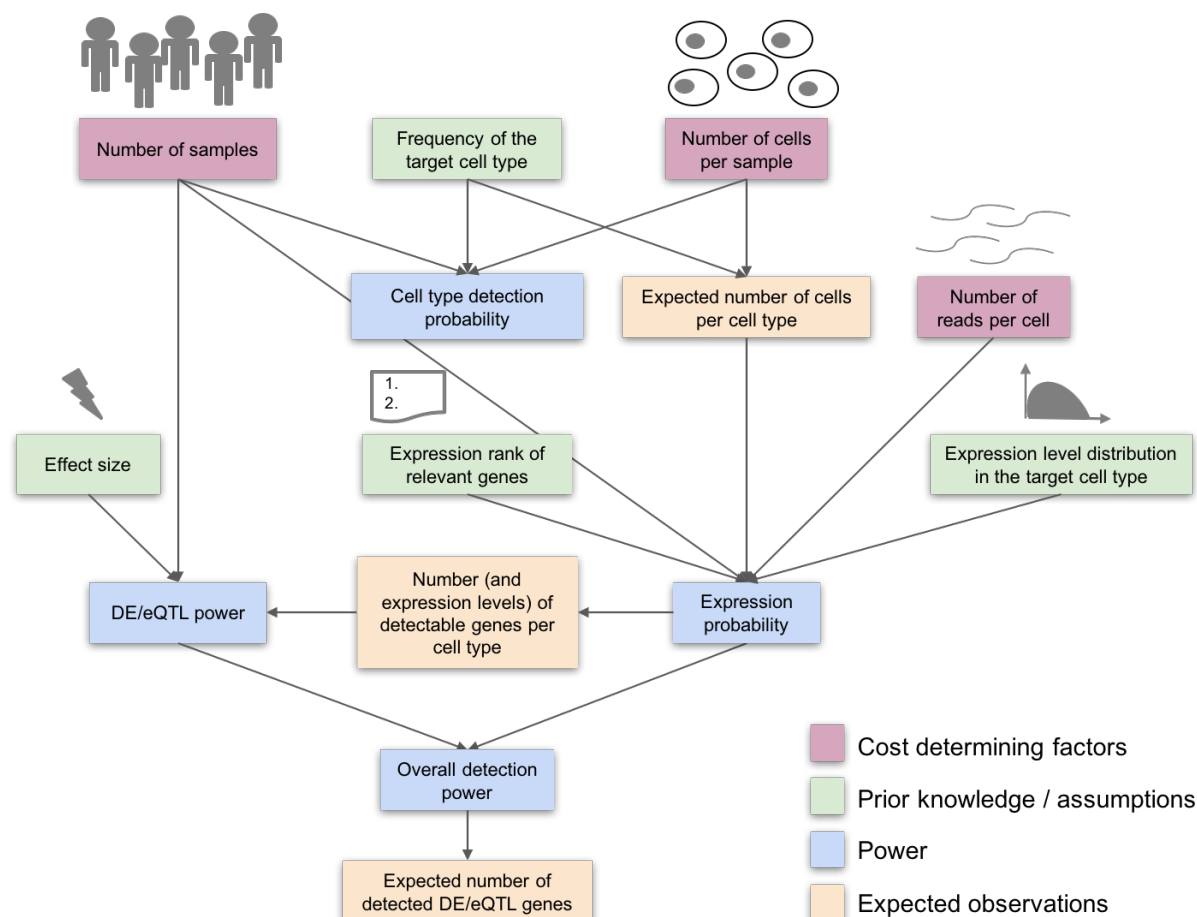 Number of samples
Frequency of the
target cell type
Number of cells
per sample
Cell type detection
probability
Expected number of cells
per cell type
Number of
reads per cell
1.
2.
Effect size
Expression rank of
relevant genes
Expression level distribution
in the target cell type
DE/eQTL power
Number (and
expression levels) of
detectable genes per
cell type
Expression
probability
Overall detection
power
Expected number of
detected DE/eQTL genes
Cost determining factors
Prior knowledge / assumptions
Power
Expected observations